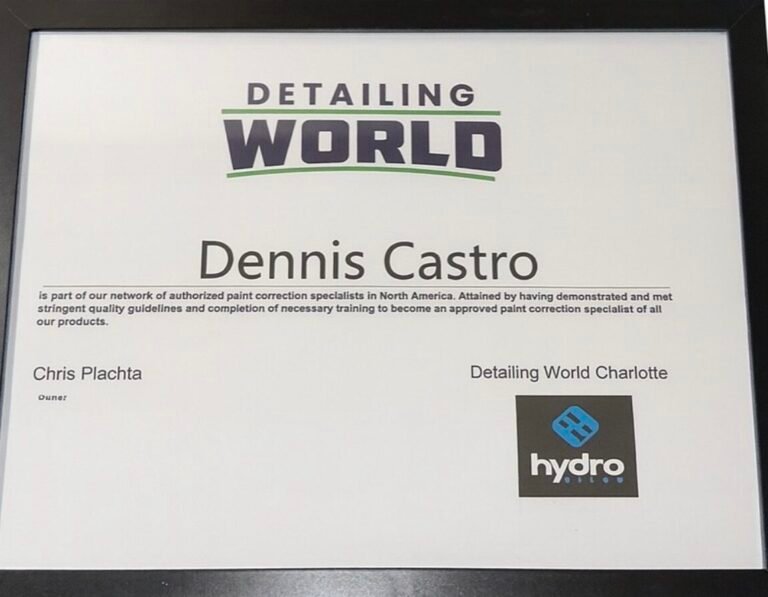 DETAILING
WORLD
Dennis Castro
is part of our network of authorized paint correction specialists in North America. Attained by having demonstrated and met
stringent quality guidelines and completion of necessary training to become an approved paint correction specialist of all
our products.
Chris Plachta
Detailing World Charlotte
hydro